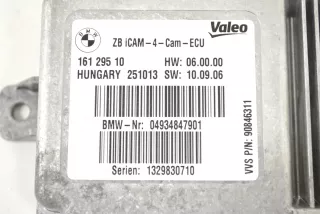 BMW
Valeo
ZB iCAM-4-Cam-ECU
161 295 10 HW: 06.00.00
HUNGARY 251013 SW: 10.09.06
BMW-Nr: 04934847901
Serien: 1329830710
VVS P/N: 90846311